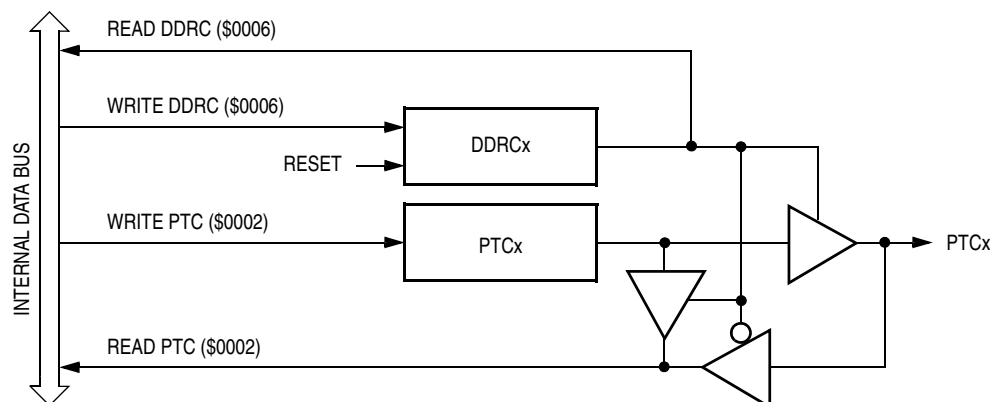 READ DDRC ($0006)
WRITE DDRC ($0006)
DDRCx
RESET
INTERNAL DATA BUS
WRITE PTC ($0002)
PTCx
PTCx
READ PTC ($0002)